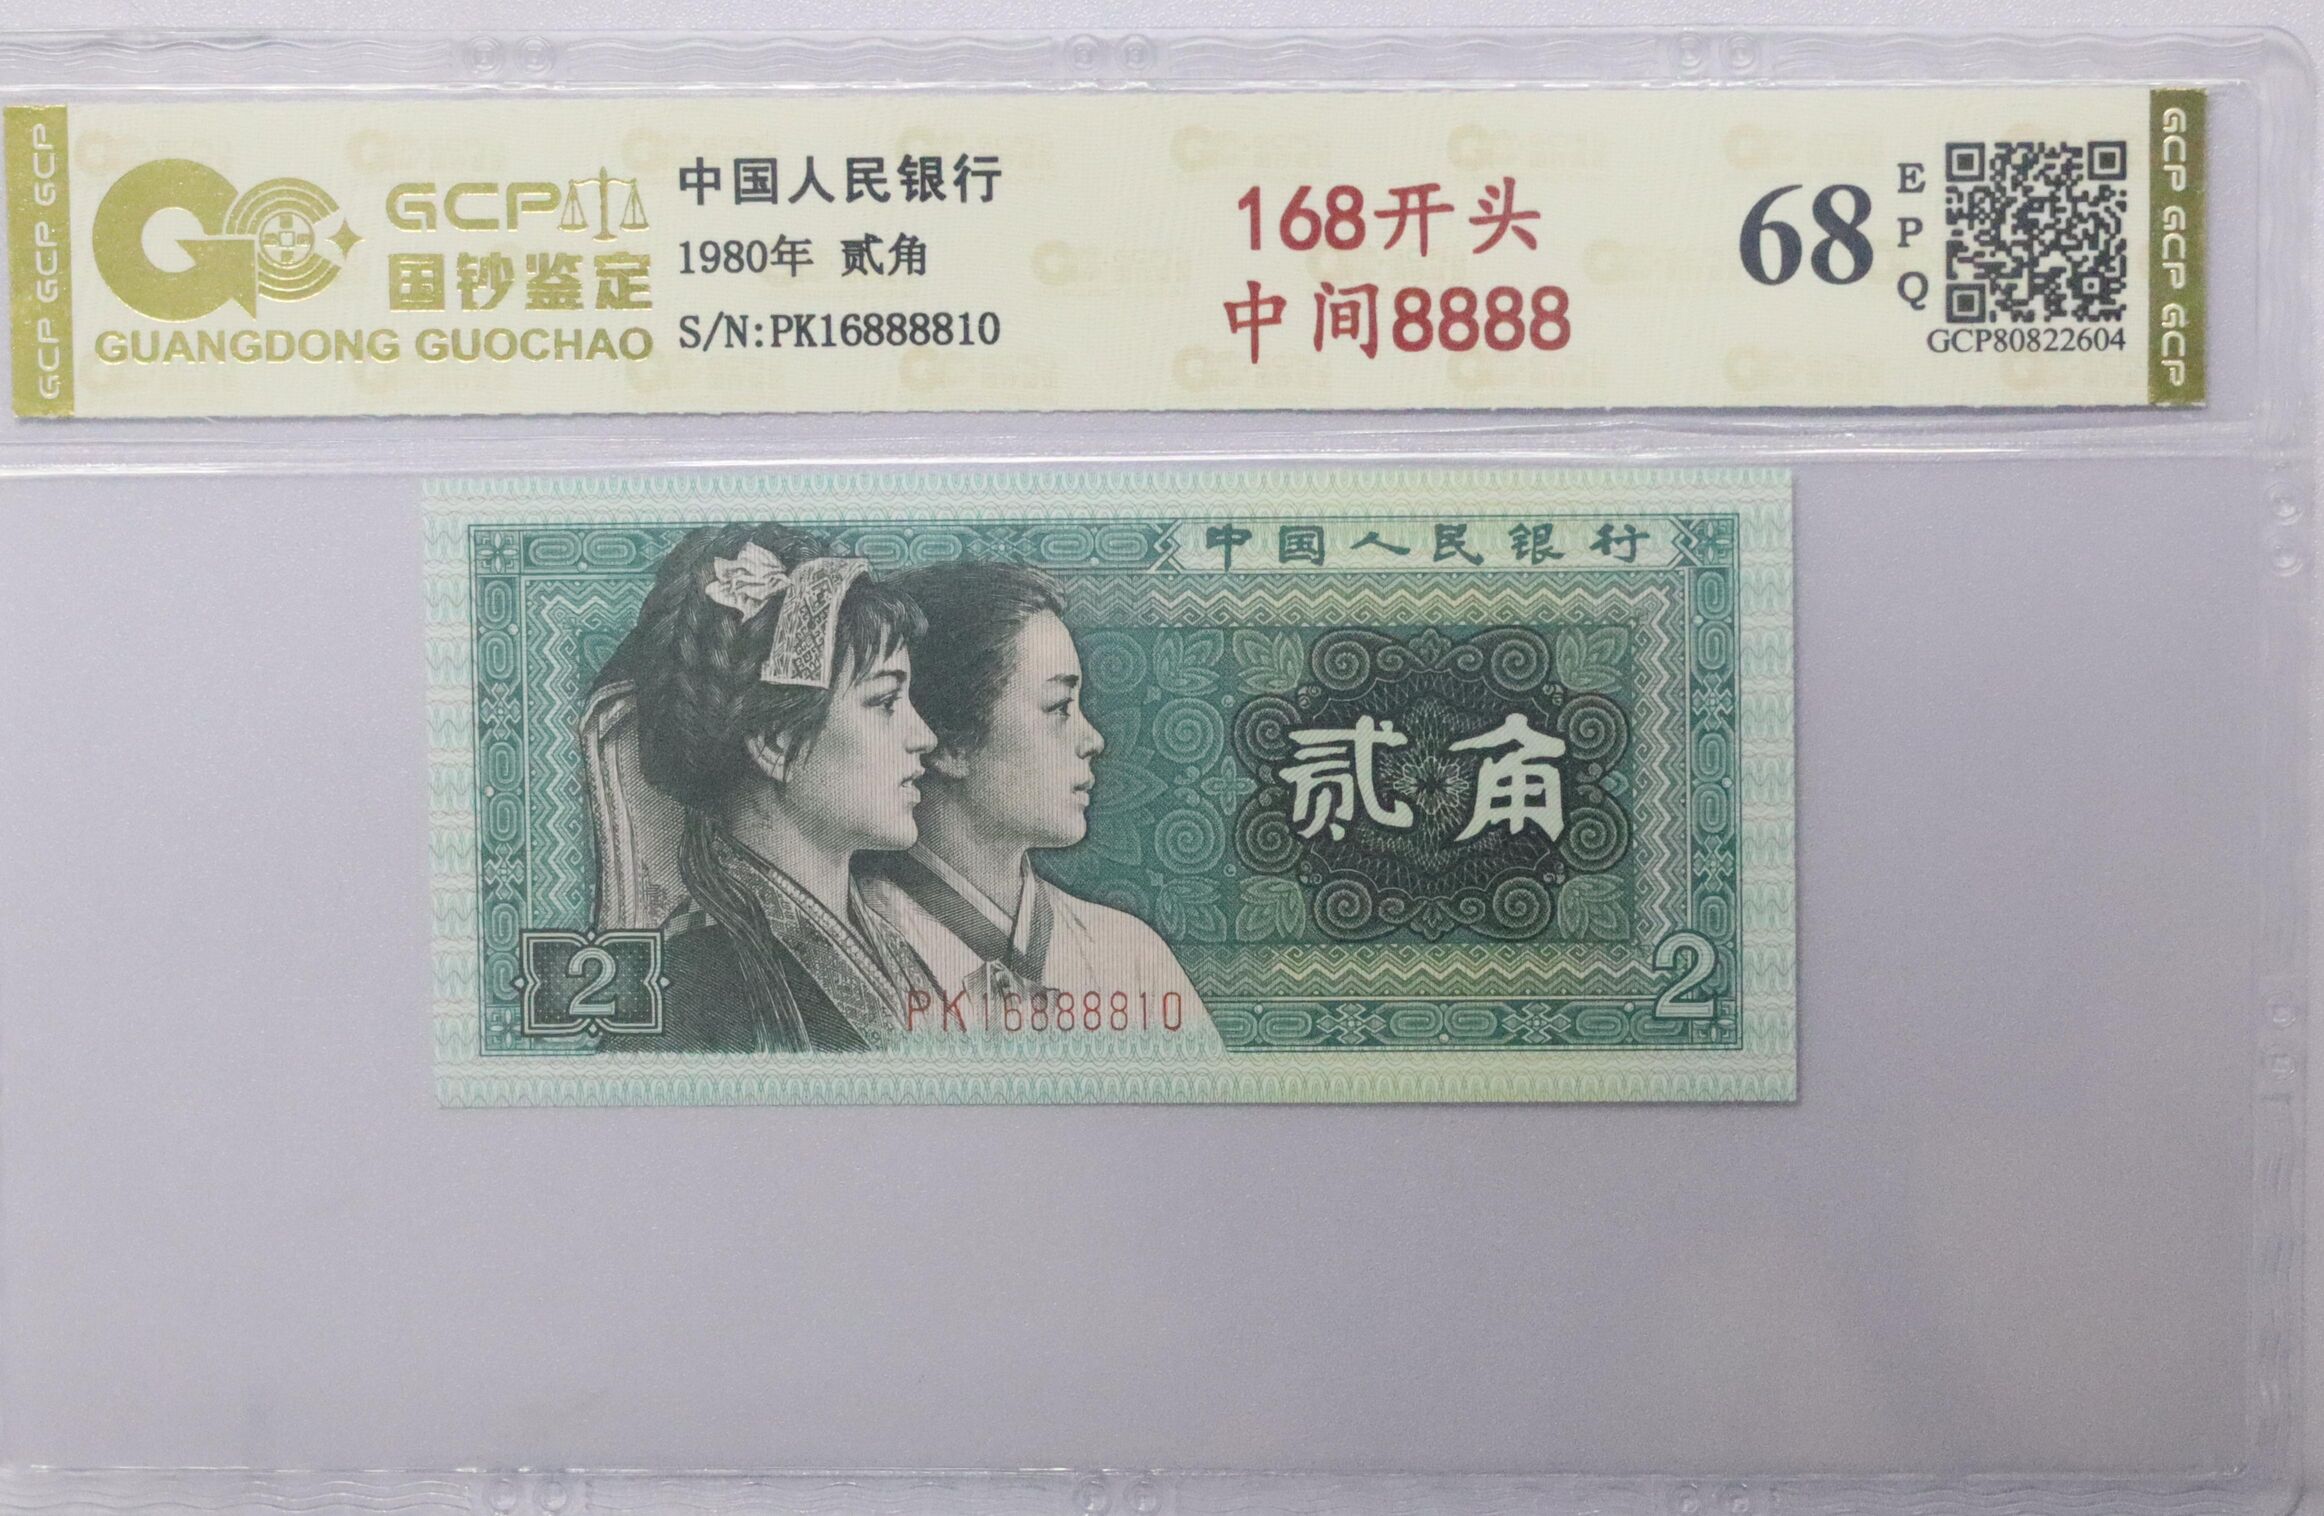 GCP GCP GCP
GCP
国钞鉴定
GUANGDONG GUOCHAO
中国人民银行
1980年 贰角
S/N:PK16888810
168开头
中间8888
68
E
P
Q
GCP80822604
GCP GCP GCP
中国人民银行
贰角
2
PK16888810
2